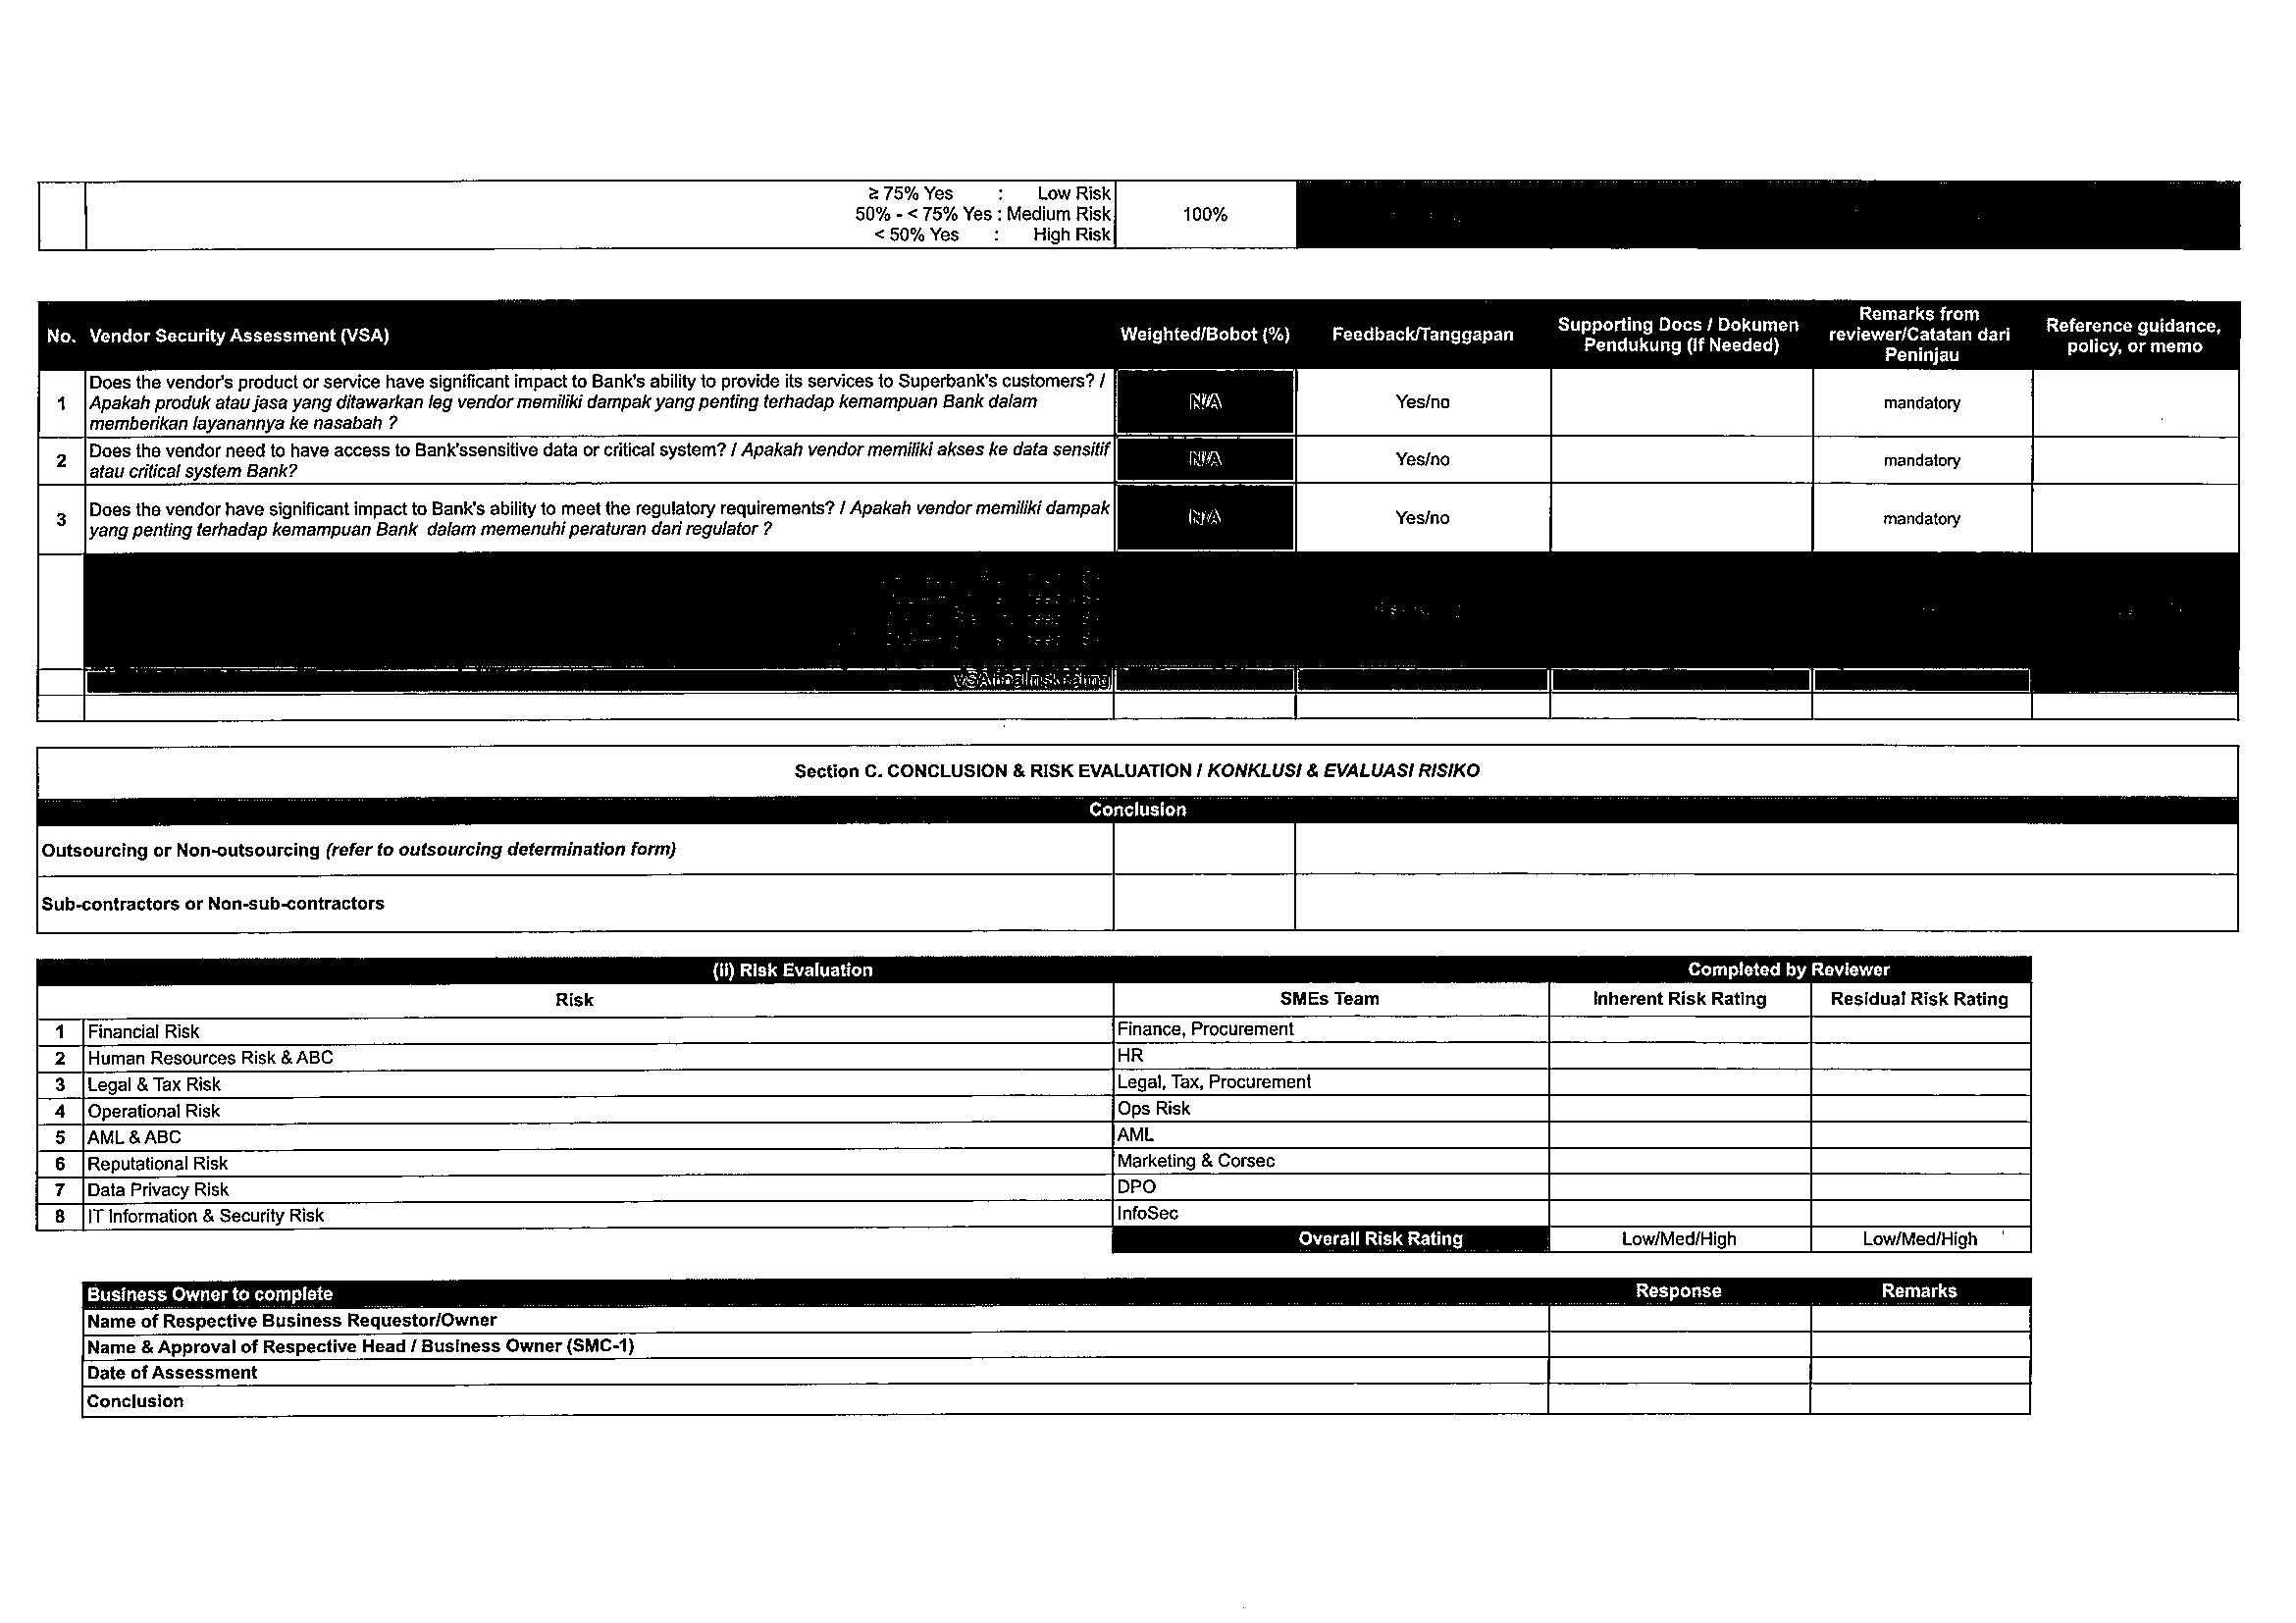 ≥ 75% Yes : Low Risk
50% - < 75% Yes : Medium Risk
< 50% Yes : High Risk
100%
No. Vendor Security Assessment (VSA) Weighted/Bobot (%) Feedback/Tanggapan Supporting Docs / Dokumen Pendukung (If Needed) Remarks from reviewer/Catatan dari Peninjau Reference guidance, policy, or memo
1 Does the vendor's product or service have significant impact to Bank's ability to provide its services to Superbank's customers? /
Apakah produk atau jasa yang ditawarkan leg vendor memiliki dampak yang penting terhadap kemampuan Bank dalam
memberikan layanannya ke nasabah ?
N/A Yes/no mandatory
2 Does the vendor need to have access to Bank'ssensitive data or critical system? / Apakah vendor memiliki akses ke data sensitif
atau critical system Bank?
N/A Yes/no mandatory
3 Does the vendor have significant impact to Bank's ability to meet the regulatory requirements? / Apakah vendor memiliki dampak
yang penting terhadap kemampuan Bank dalam memenuhi peraturan dari regulator ?
N/A Yes/no mandatory
Section C. CONCLUSION & RISK EVALUATION / KONKLUSI & EVALUASI RISIKO
Conclusion
Outsourcing or Non-outsourcing (refer to outsourcing determination form)
Sub-contractors or Non-sub-contractors
(ii) Risk Evaluation Completed by Reviewer
Risk SMEs Team Inherent Risk Rating Residual Risk Rating
1 Financial Risk Finance, Procurement
2 Human Resources Risk & ABC HR
3 Legal & Tax Risk Legal, Tax, Procurement
4 Operational Risk Ops Risk
5 AML & ABC AML
6 Reputational Risk Marketing & Corsec
7 Data Privacy Risk DPO
8 IT Information & Security Risk InfoSec
Overall Risk Rating Low/Med/High Low/Med/High
Business Owner to complete Response Remarks
Name of Respective Business Requestor/Owner
Name & Approval of Respective Head / Business Owner (SMC-1)
Date of Assessment
Conclusion